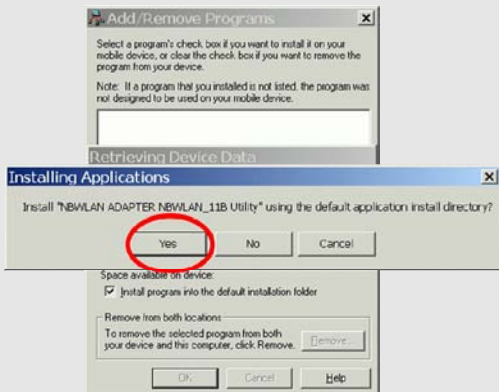 Add/Remove Programs
Select a program's check box if you want to install it on your
mobile device, or clear the check box if you want to remove the
program from your device.
Note: If a program that you installed is not listed, the program was
not designed to be used on your mobile device.
Retrieving Device Data
Installing Applications
Install "NBWLAN ADAPTER NBWLAN_11B Utility" using the default application install directory?
Yes
No
Cancel
Space available on device:
Install program into the default installation folder
Remove from both locations
To remove the selected program from both
your device and this computer, click Remove.
Remove...
OK
Cancel
Help